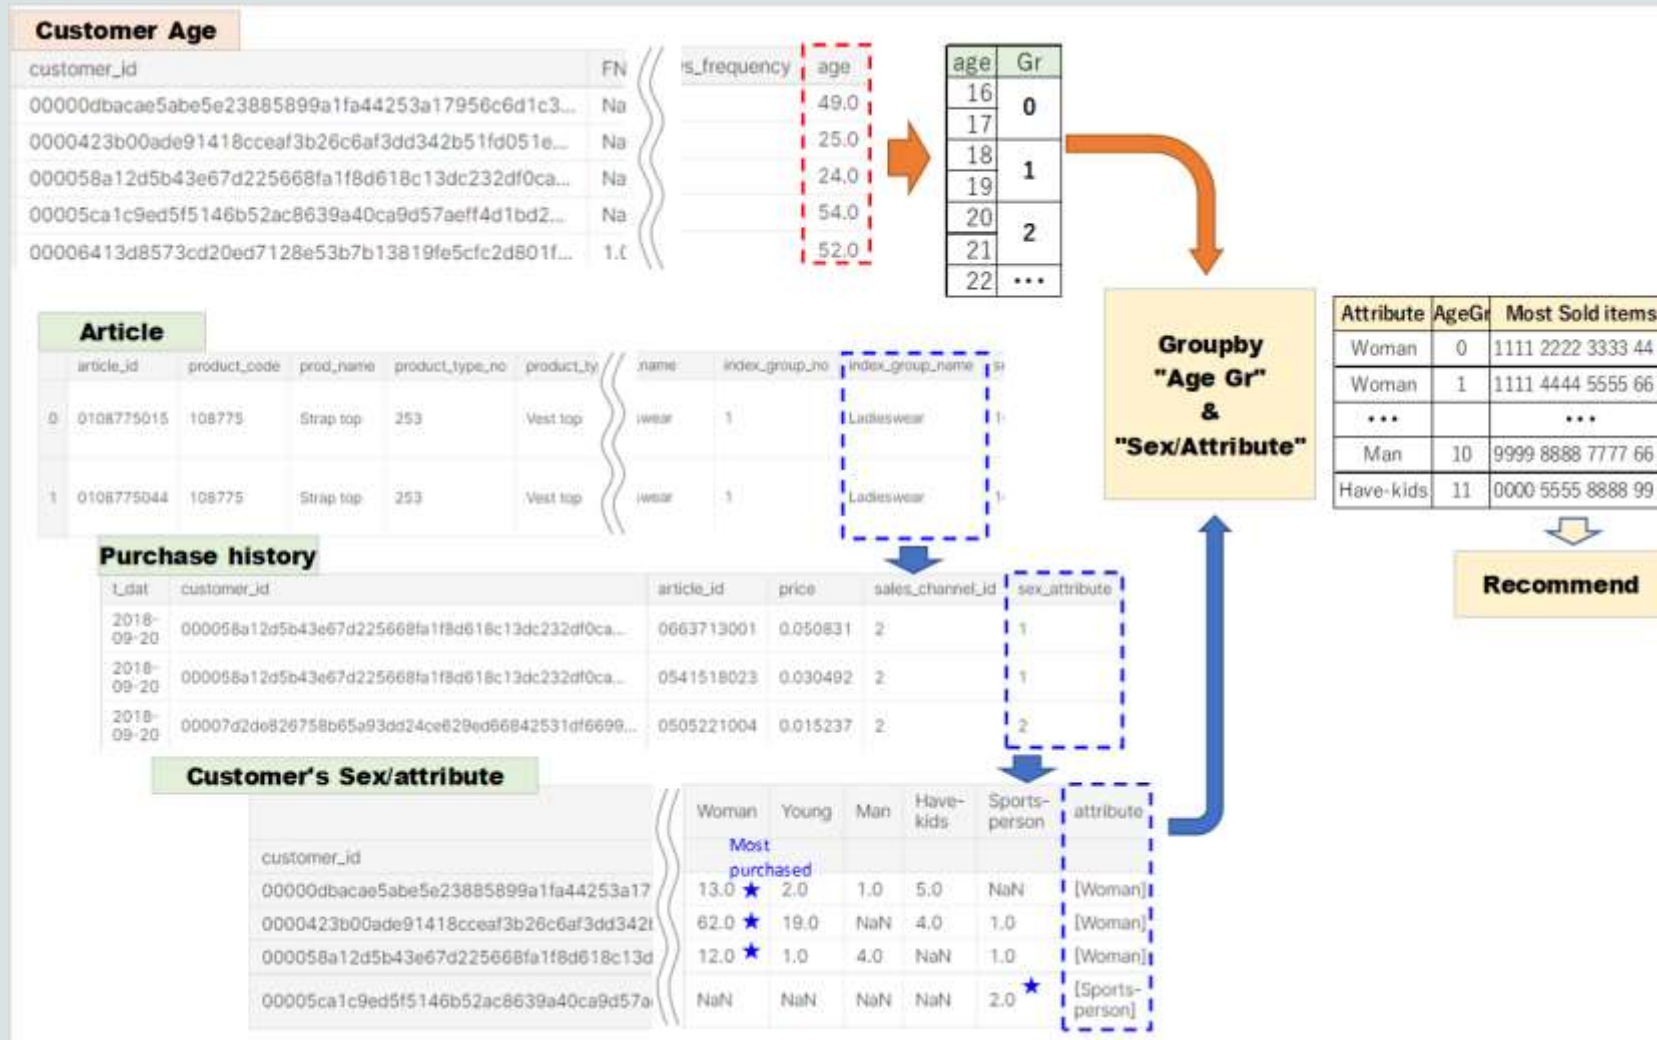 Customer Age
customer_id FN s_frequency age
00000dbacae5abe5e23885899a1fa44253a17956c6d1c3... Na 49.0
0000423b00ade91418cceaf3b26c6af3dd342b51fd051e... Na 25.0
000058a12d5b43e67d225668fa1f8d618c13dc232df0ca... Na 24.0
00005ca1c9ed5f5146b52ac8639a40ca9d57aeff4d1bd2... Na 54.0
00006413d8573cd20ed7128e53b7b13819fe5cfc2d801f... 1.0 52.0
age Gr
16
17
0
18
19
1
20
21
2
22 ...
Article
article_id product_code prod_name product_type_no product_ty name index_group_no index_group_name
0 0108775015 108775 Strap top 253 Vest top swear 1 Ladieswear
1 0108775044 108775 Strap top 253 Vest top swear 1 Ladieswear
Purchase history
t_dat customer_id article_id price sales_channel_id sex_attribute
2018-
09-20 000058a12d5b43e67d225668fa1f8d618c13dc232df0ca... 0663713001 0.050831 2 1
2018-
09-20 000058a12d5b43e67d225668fa1f8d618c13dc232df0ca... 0541518023 0.030492 2 1
2018-
09-20 00007d2de826758b65a93dd24ce629ed66842531df6699... 0505221004 0.015237 2 2
Customer's Sex/attribute
Woman Young Man Have-
kids Sports-
person attribute
customer_id
Most
purchased
00000dbacae5abe5e23885899a1fa44253a17 13.0 ★ 2.0 1.0 5.0 NaN [Woman]
0000423b00ade91418cceaf3b26c6af3dd342b 62.0 ★ 19.0 NaN 4.0 1.0 [Woman]
000058a12d5b43e67d225668fa1f8d618c13d 12.0 ★ 1.0 4.0 NaN 1.0 [Woman]
00005ca1c9ed5f5146b52ac8639a40ca9d57a NaN NaN NaN NaN 2.0 ★ [Sports-
person]
Groupby
"Age Gr"
&
"Sex/Attribute"
Attribute AgeGr Most Sold items
Woman 0 1111 2222 3333 44
Woman 1 1111 4444 5555 66
... ...
Man 10 9999 8888 7777 66
Have-kids 11 0000 5555 8888 99
Recommend